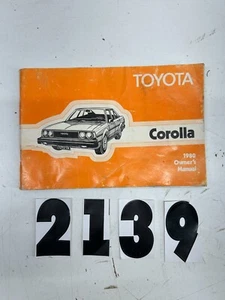 TOYOTA
Corolla
1980
Owner's
Manual
2139